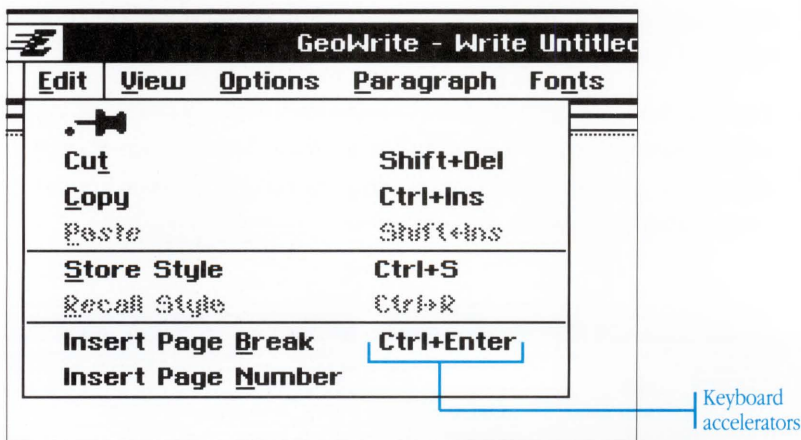 GeoWrite - Write Untitled
Edit View Options Paragraph Fonts
Cut Shift+Del
Copy Ctrl+Ins
Paste Shift+Ins
Store Style Ctrl+S
Recall Style Ctrl+R
Insert Page Break Ctrl+Enter
Insert Page Number
Keyboard
accelerators